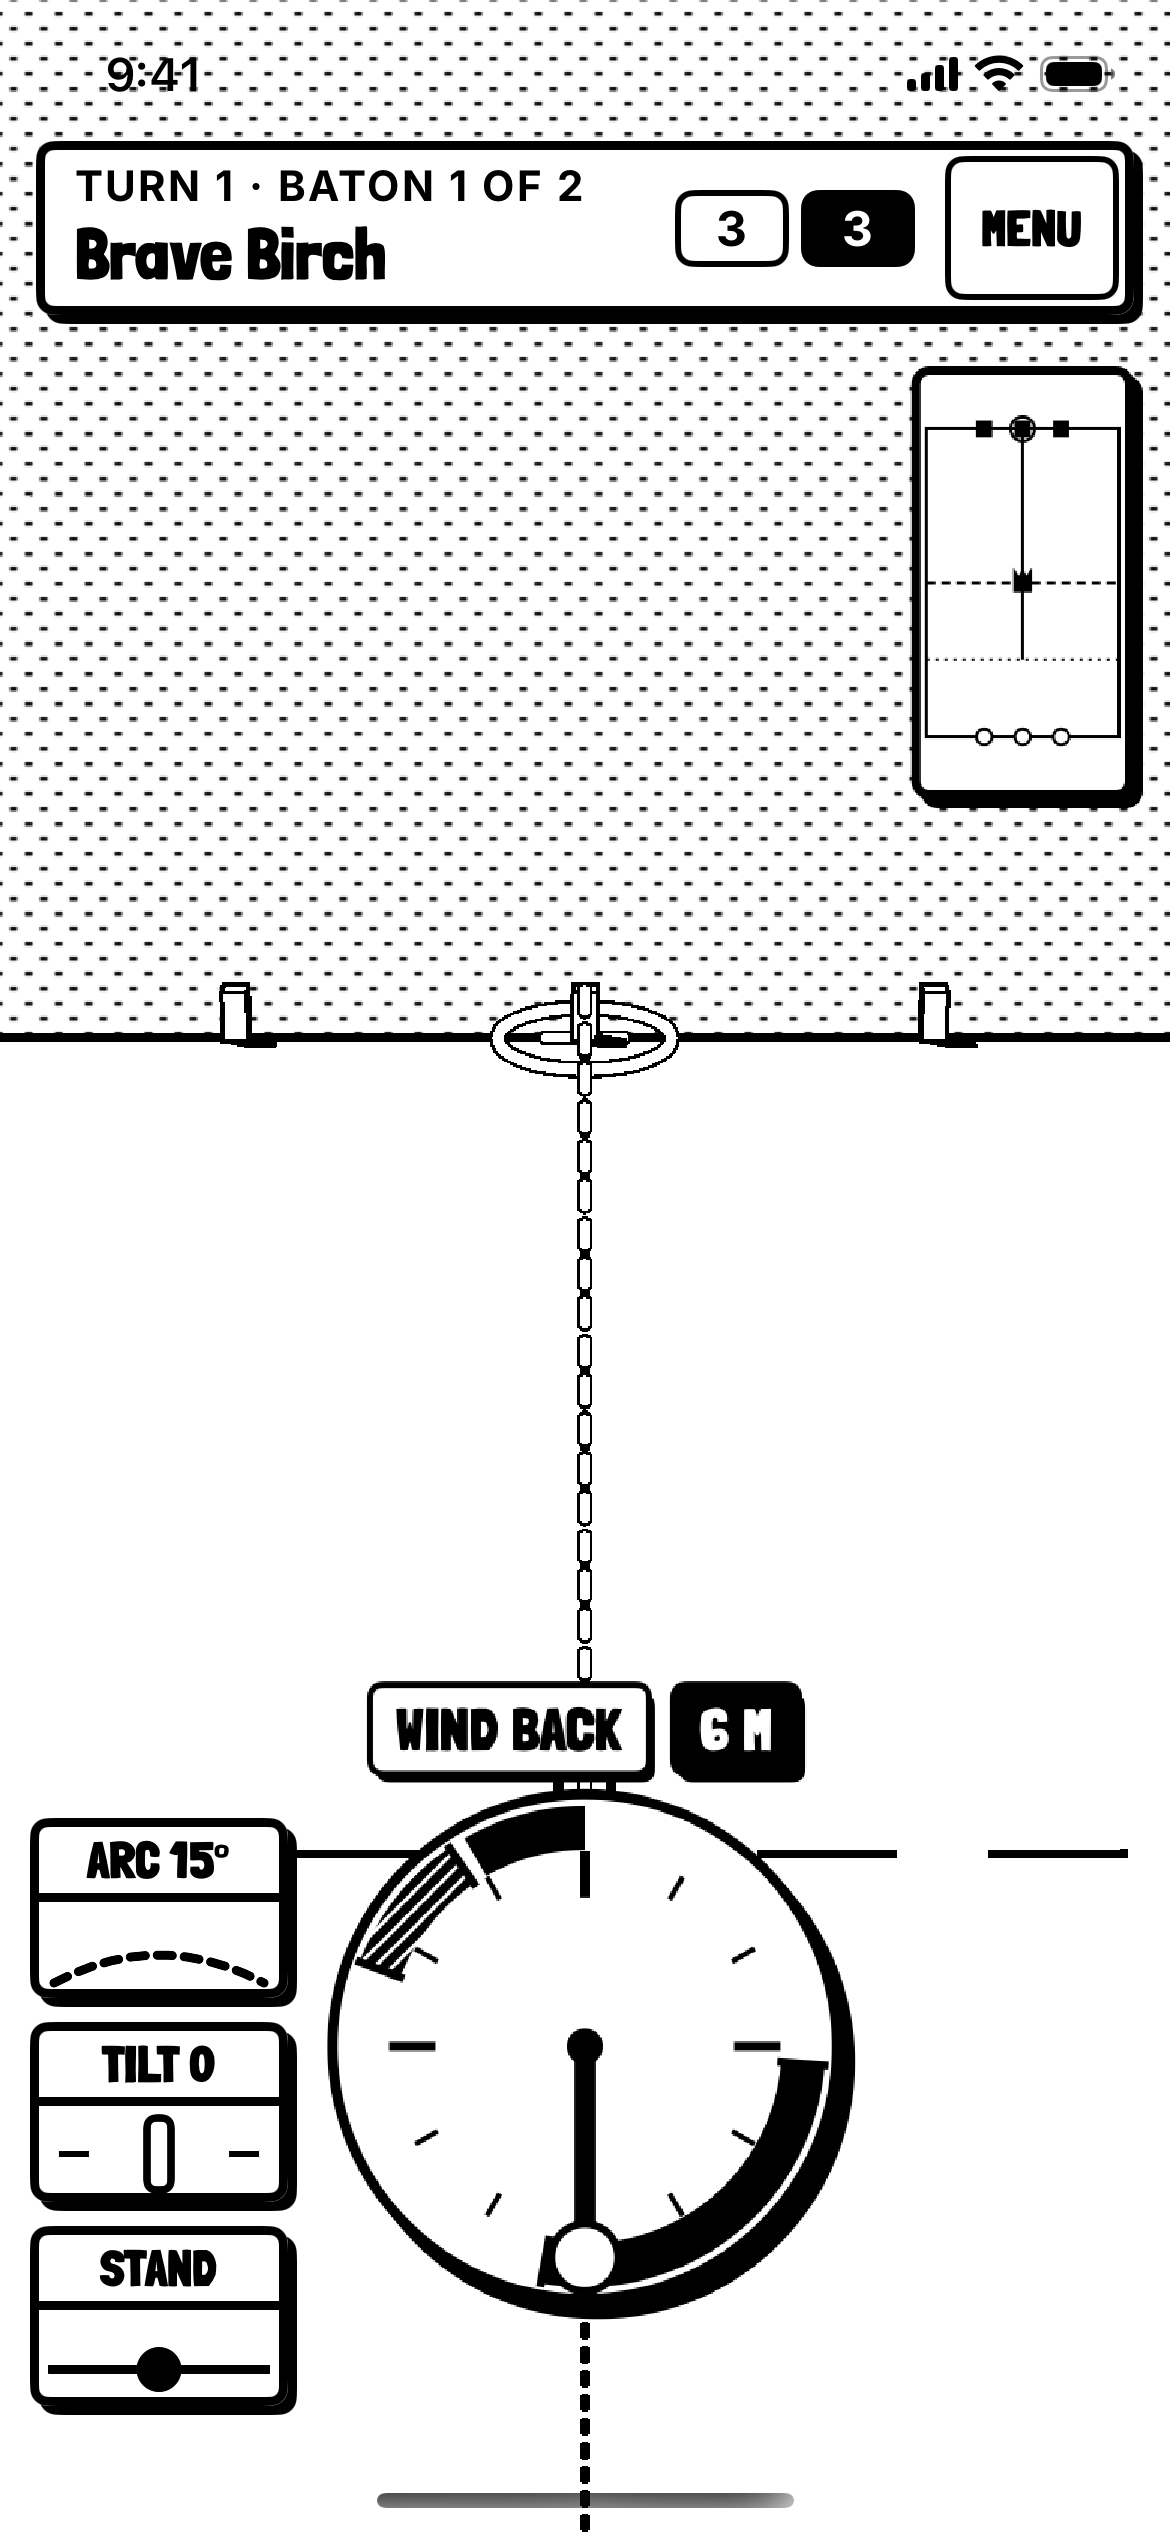 9:41
TURN 1 · BATON 1 OF 2
Brave Birch
3 3
MENU
WIND BACK 6 M
ARC 15°
TILT 0
STAND